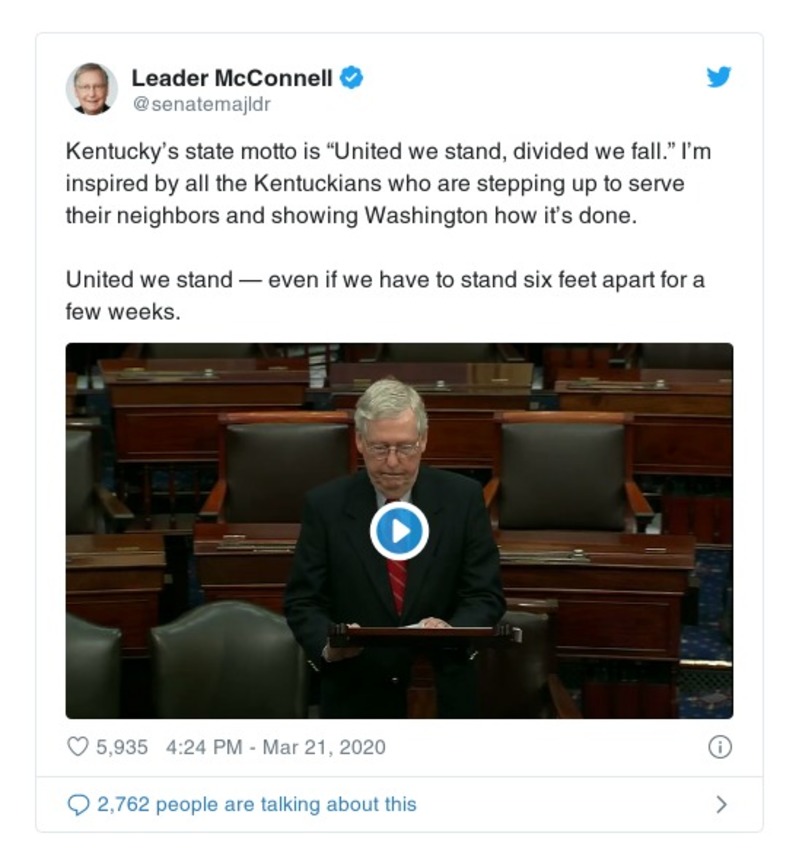 Leader McConnell
@senatemajldr
Kentucky’s state motto is “United we stand, divided we fall.” I’m
inspired by all the Kentuckians who are stepping up to serve
their neighbors and showing Washington how it’s done.
United we stand — even if we have to stand six feet apart for a
few weeks.
5,935 4:24 PM - Mar 21, 2020
2,762 people are talking about this